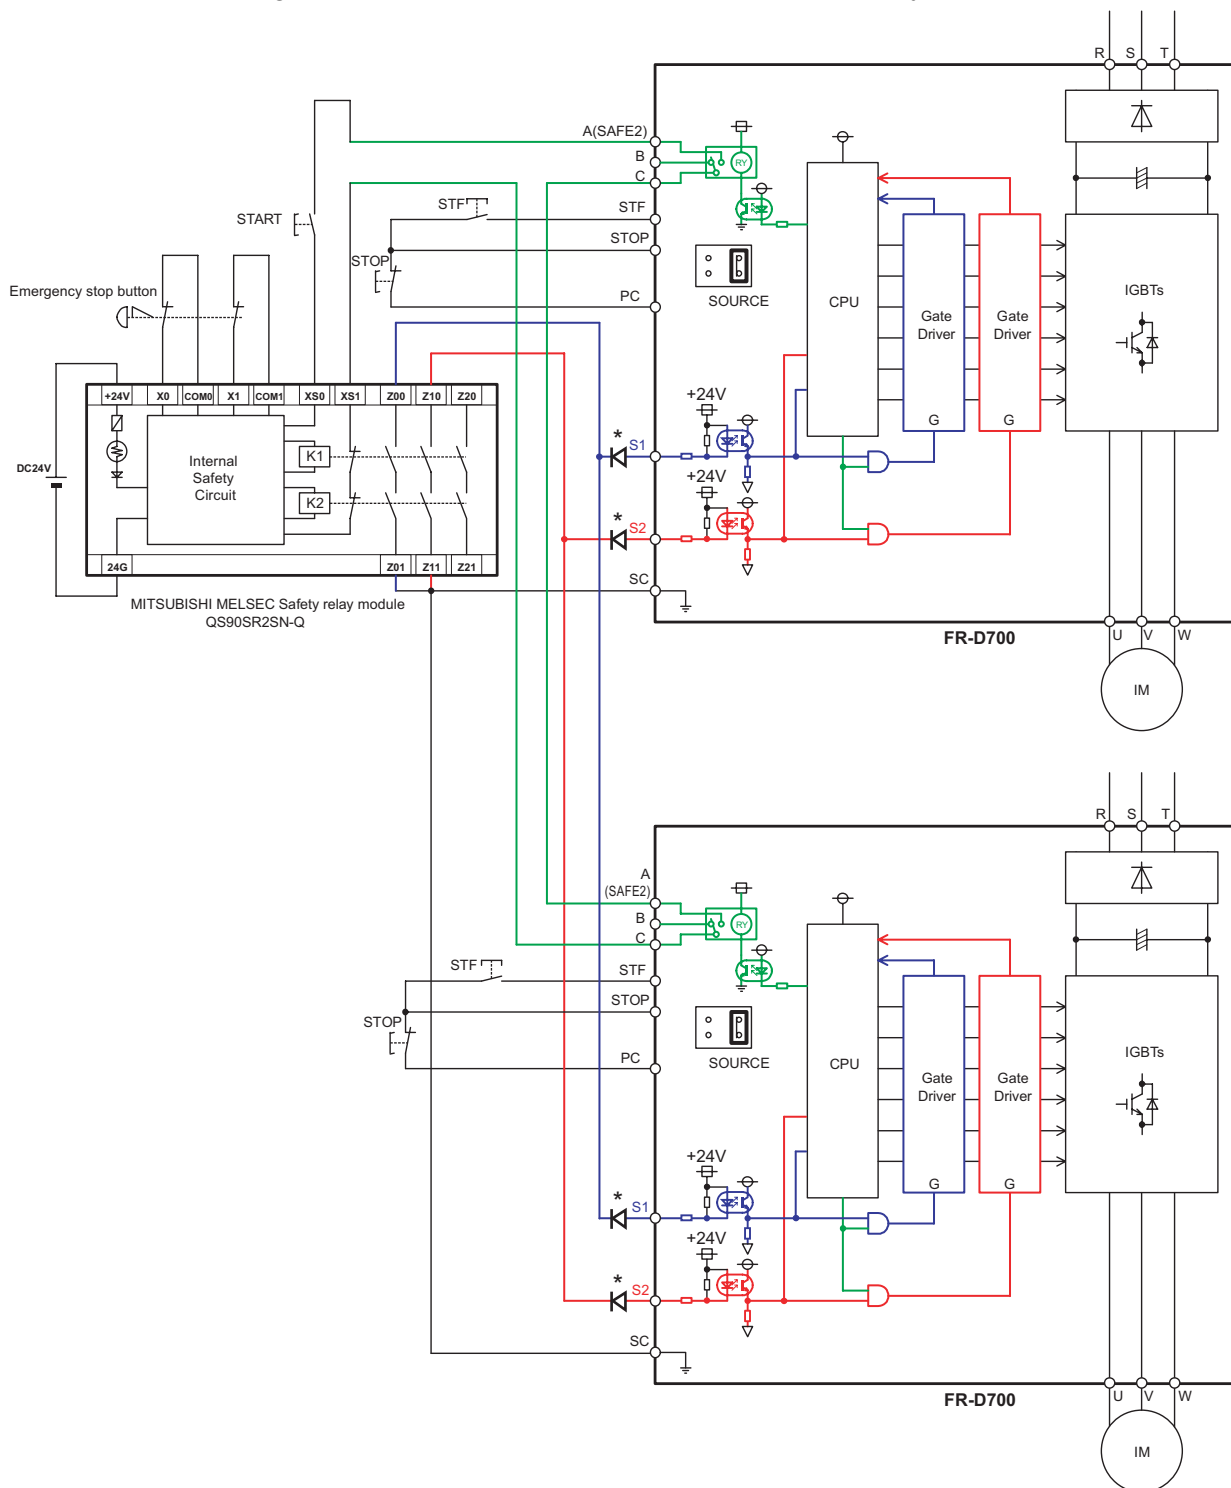 R S T
A(SAFE2)
B
RY
C
STF
STF
START
STOP
STOP
PC
SOURCE
CPU
Gate
Driver
Gate
Driver
IGBTs
Emergency stop button
+24V X0 COM0 X1 COM1 XS0 XS1 Z00 Z10 Z20
+24V
G G
* S1
DC24V
Internal
Safety
Circuit
K1
K2
+24V
* S2
24G Z01 Z11 Z21
SC
MITSUBISHI MELSEC Safety relay module
QS90SR2SN-Q
FR-D700
U V W
IM
R S T
A
(SAFE2)
B
RY
C
STF
STF
STOP
STOP
PC
SOURCE
CPU
Gate
Driver
Gate
Driver
IGBTs
+24V
G G
* S1
+24V
* S2
SC
FR-D700
U V W
IM